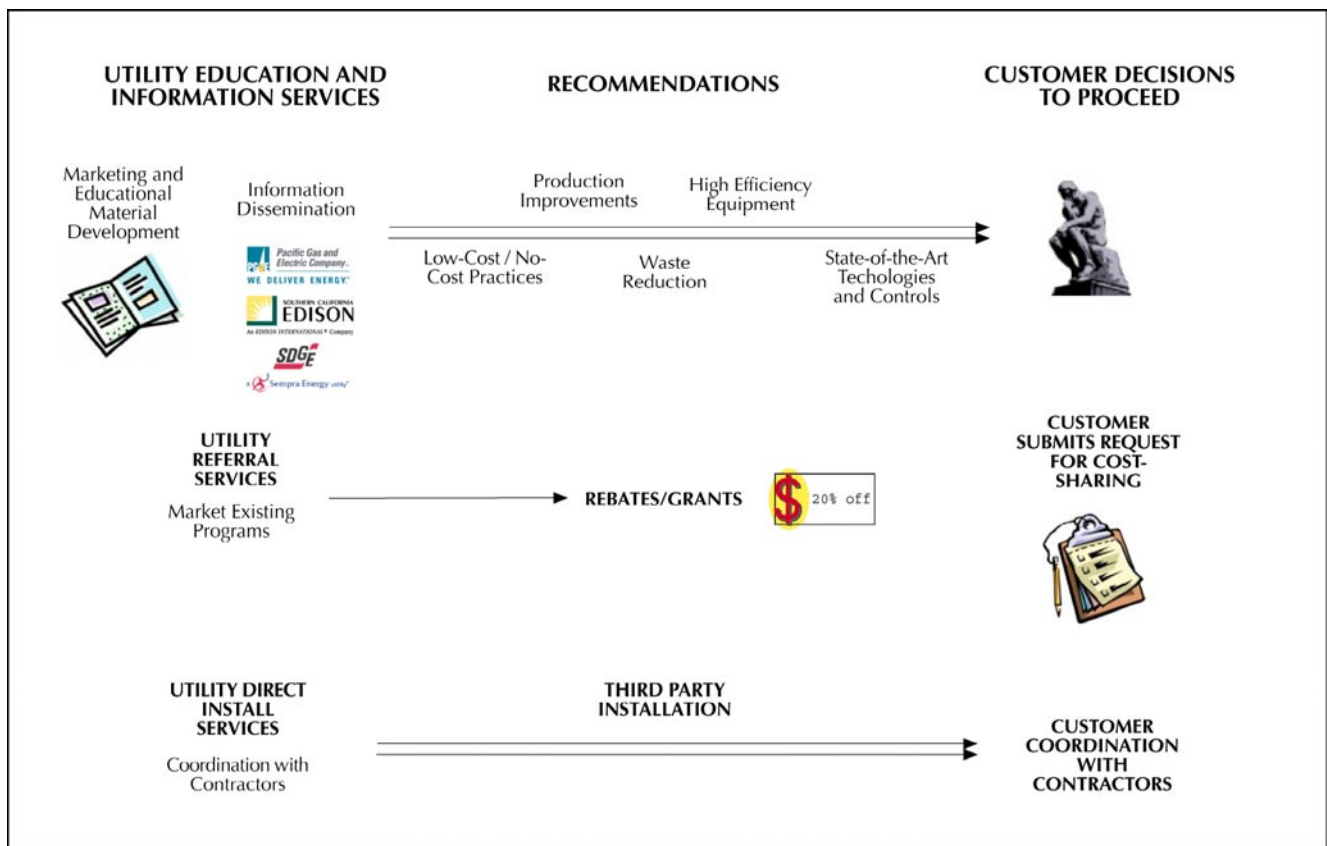 UTILITY EDUCATION AND
INFORMATION SERVICES
RECOMMENDATIONS
CUSTOMER DECISIONS
TO PROCEED
Marketing and
Educational
Material
Development
Information
Dissemination
Pacific Gas and
Electric Company™
PG&E
WE DELIVER ENERGY.™
SOUTHERN CALIFORNIA
EDISON
An EDISON INTERNATIONAL® Company
SDGE
A Sempra Energy utility®
Production
Improvements
High Efficiency
Equipment
Low-Cost / No-
Cost Practices
Waste
Reduction
State-of-the-Art
Techologies
and Controls
UTILITY
REFERRAL
SERVICES
Market Existing
Programs
REBATES/GRANTS
$ 20% off
CUSTOMER
SUBMITS REQUEST
FOR COST-
SHARING
UTILITY DIRECT
INSTALL
SERVICES
Coordination with
Contractors
THIRD PARTY
INSTALLATION
CUSTOMER
COORDINATION
WITH
CONTRACTORS